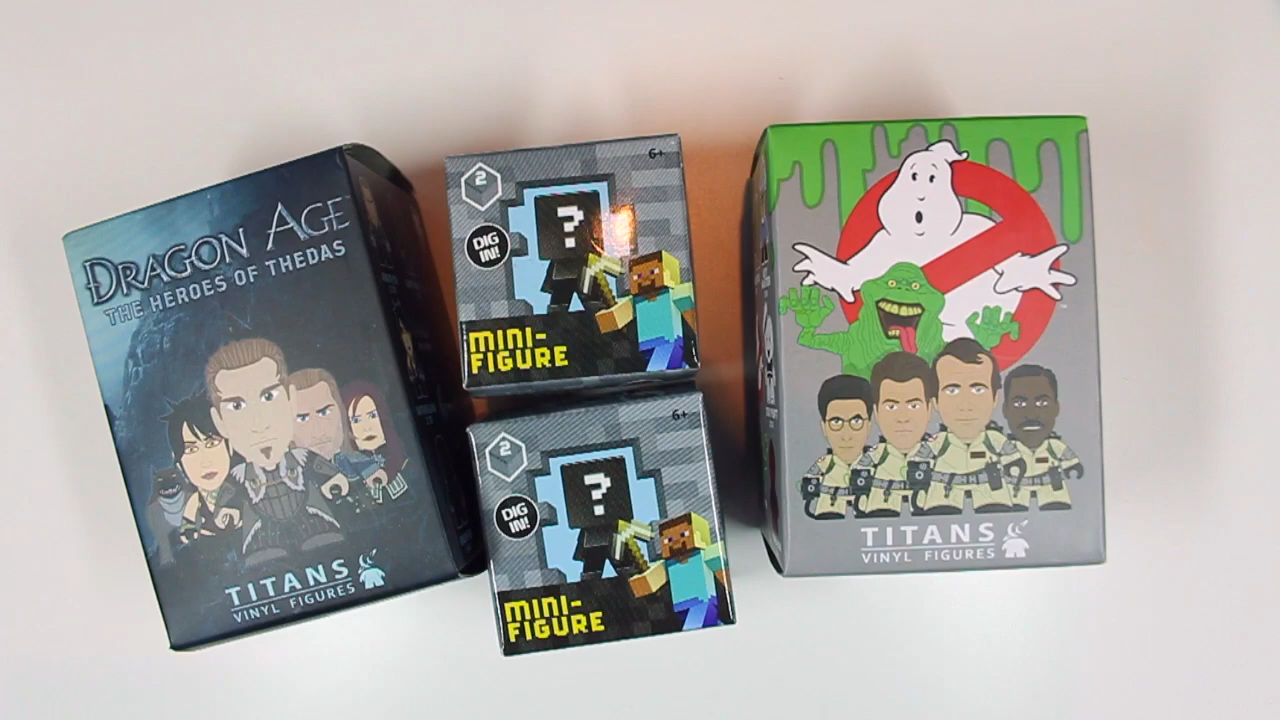 DRAGON AGE
THE HEROES OF THEDAS
TITANS
VINYL FIGURES
6+
2
?
DIG
IN!
MINI-
FIGURE
6+
2
?
DIG
IN!
MINI-
FIGURE
TITANS
VINYL FIGURES